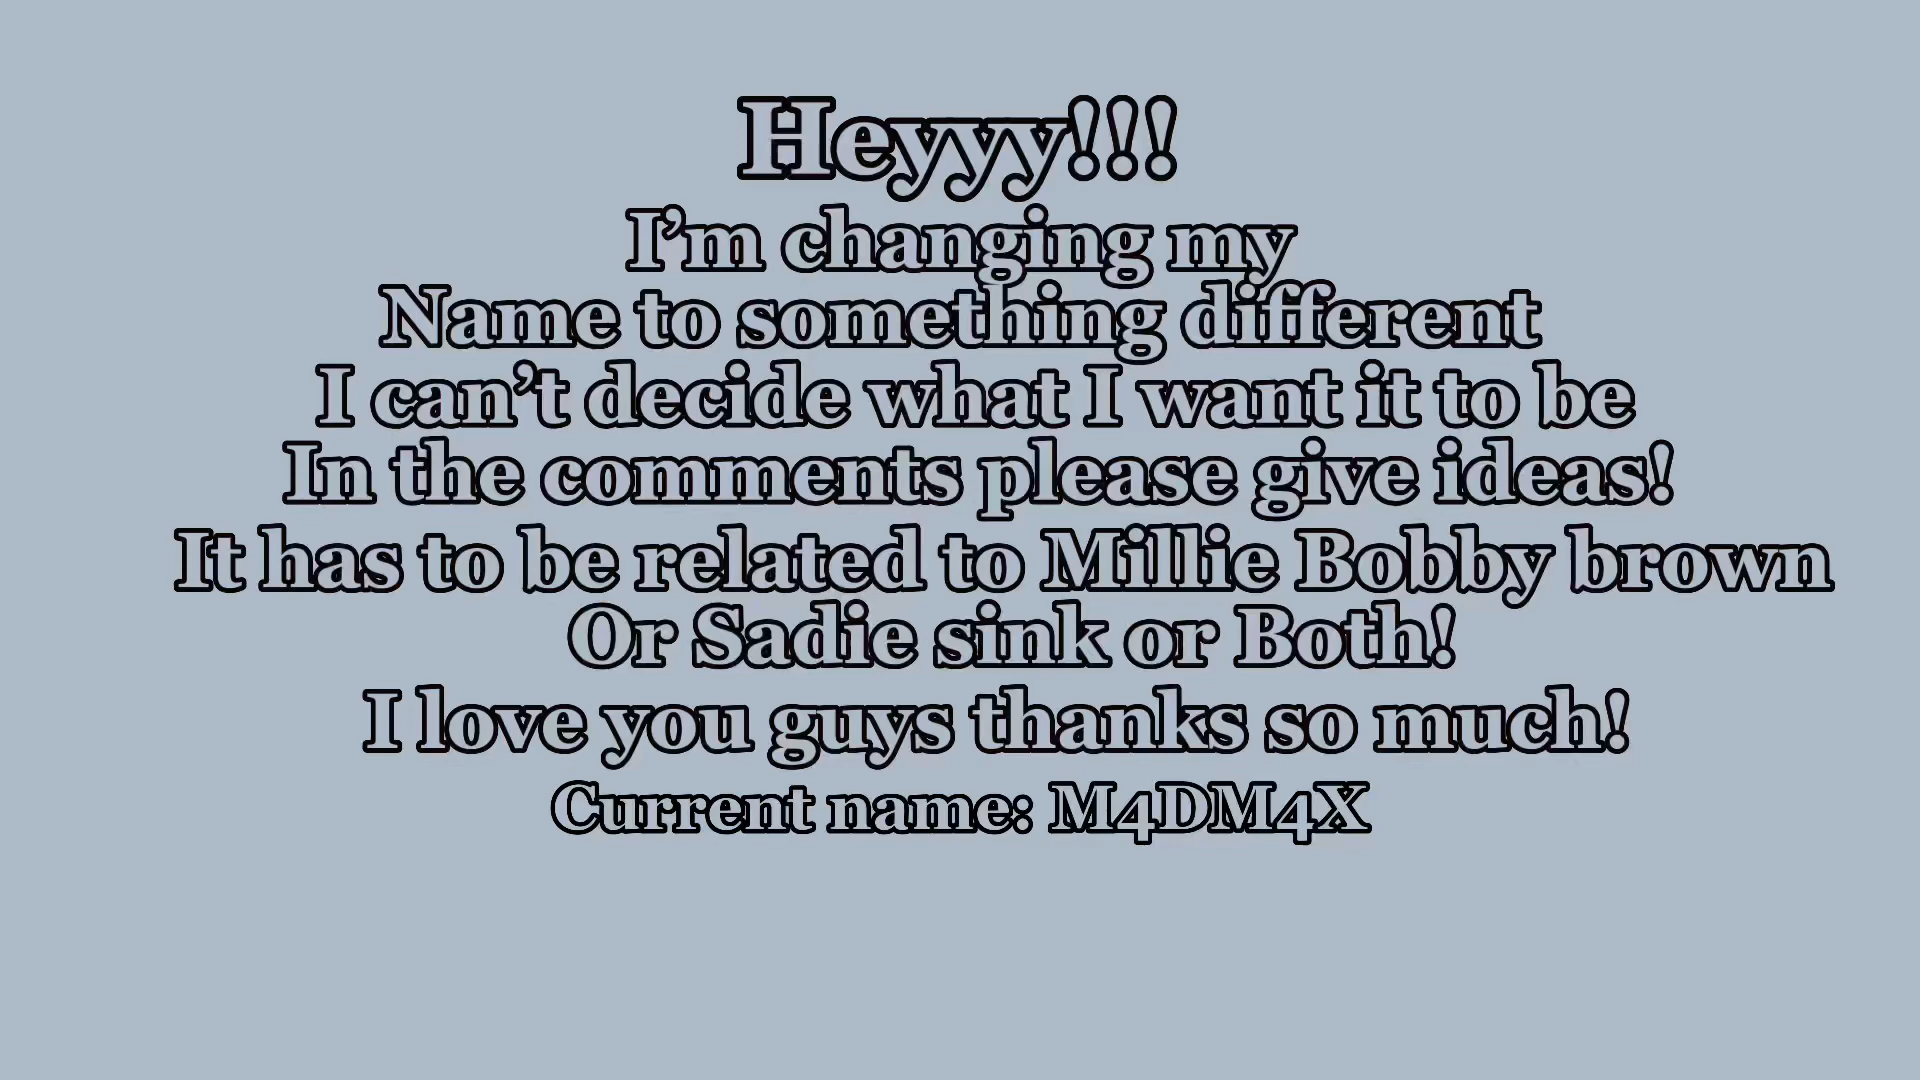 Heyyy!!!
I’m changing my
Name to something different
I can’t decide what I want it to be
In the comments please give ideas!
It has to be related to Millie Bobby brown
Or Sadie sink or Both!
I love you guys thanks so much!
Current name: M4DM4X